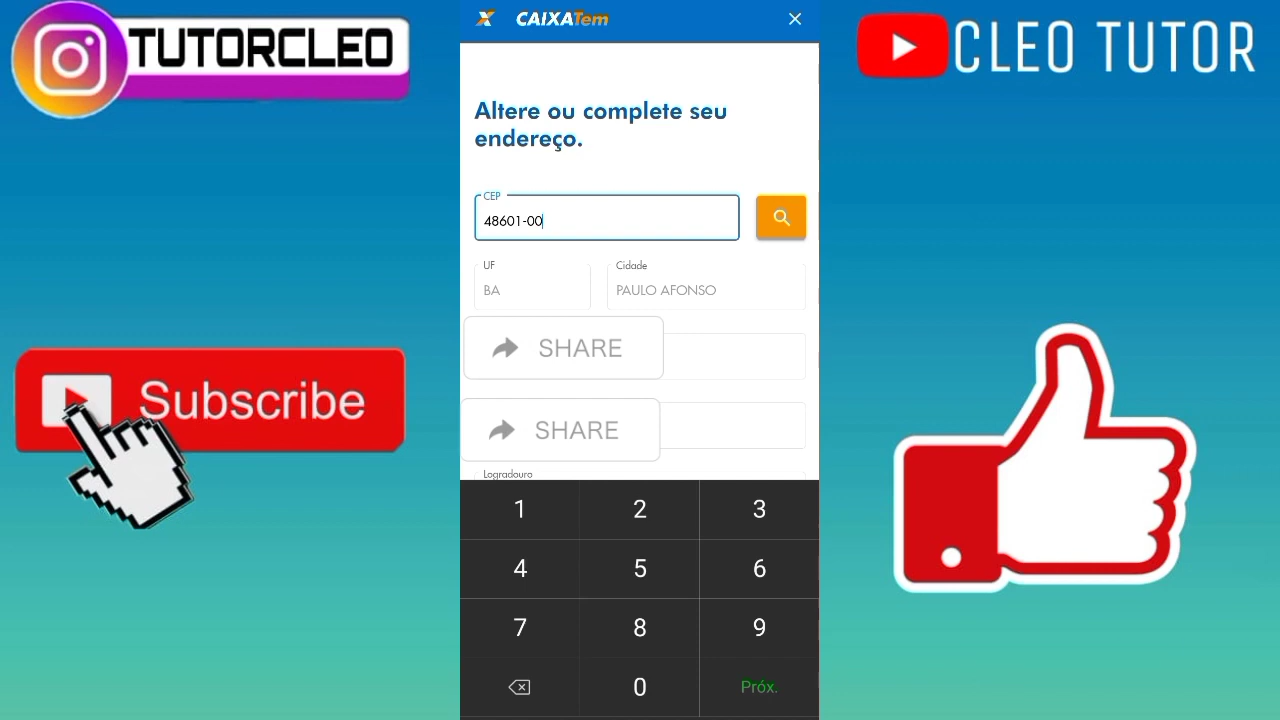 TUTORCLEO
CAIXATem
CLEO TUTOR
Altere ou complete seu
endereço.
CEP
48601-00
UF
Cidade
BA
PAULO AFONSO
SHARE
SHARE
Subscribe
Logradouro
1
2
3
4
5
6
7
8
9
0
Próx.